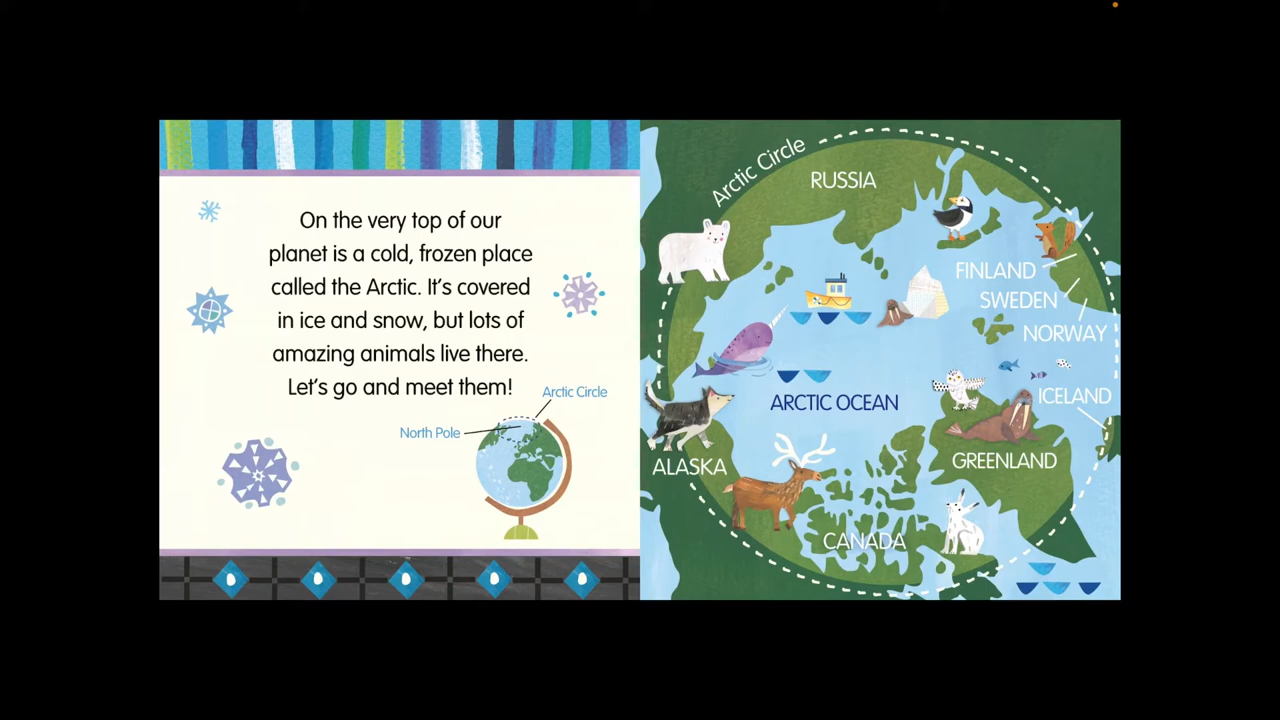 On the very top of our
planet is a cold, frozen place
called the Arctic. It's covered
in ice and snow, but lots of
amazing animals live there.
Let's go and meet them!
Arctic Circle
North Pole
Arctic Circle
RUSSIA
FINLAND
SWEDEN
NORWAY
ICELAND
ARCTIC OCEAN
ALASKA
GREENLAND
CANADA